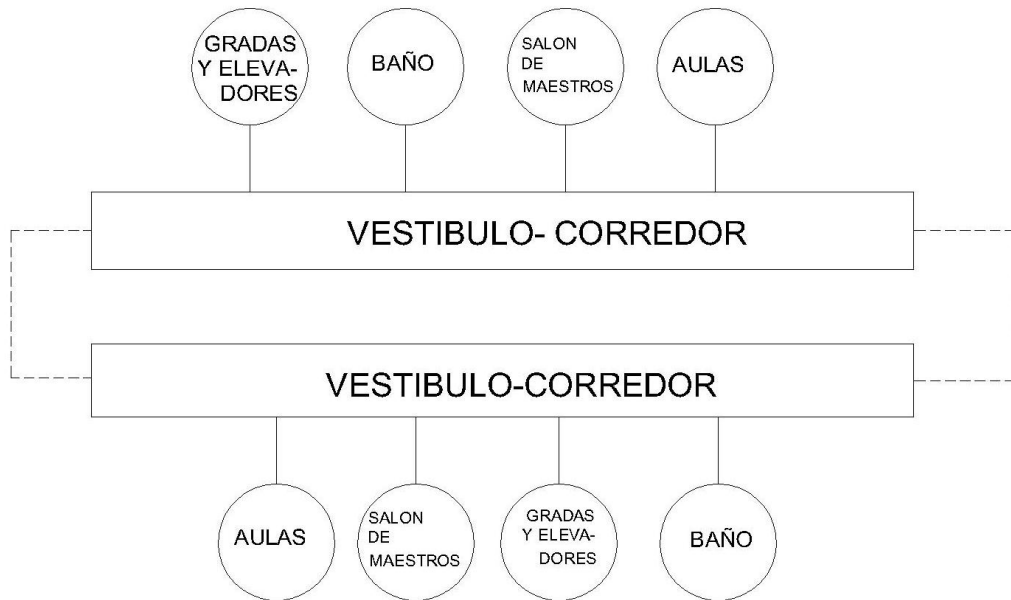 GRADAS
Y ELEVA-
DORES
BAÑO
SALON
DE
MAESTROS
AULAS
VESTIBULO- CORREDOR
VESTIBULO-CORREDOR
AULAS
SALON
DE
MAESTROS
GRADAS
Y ELEVA-
DORES
BAÑO